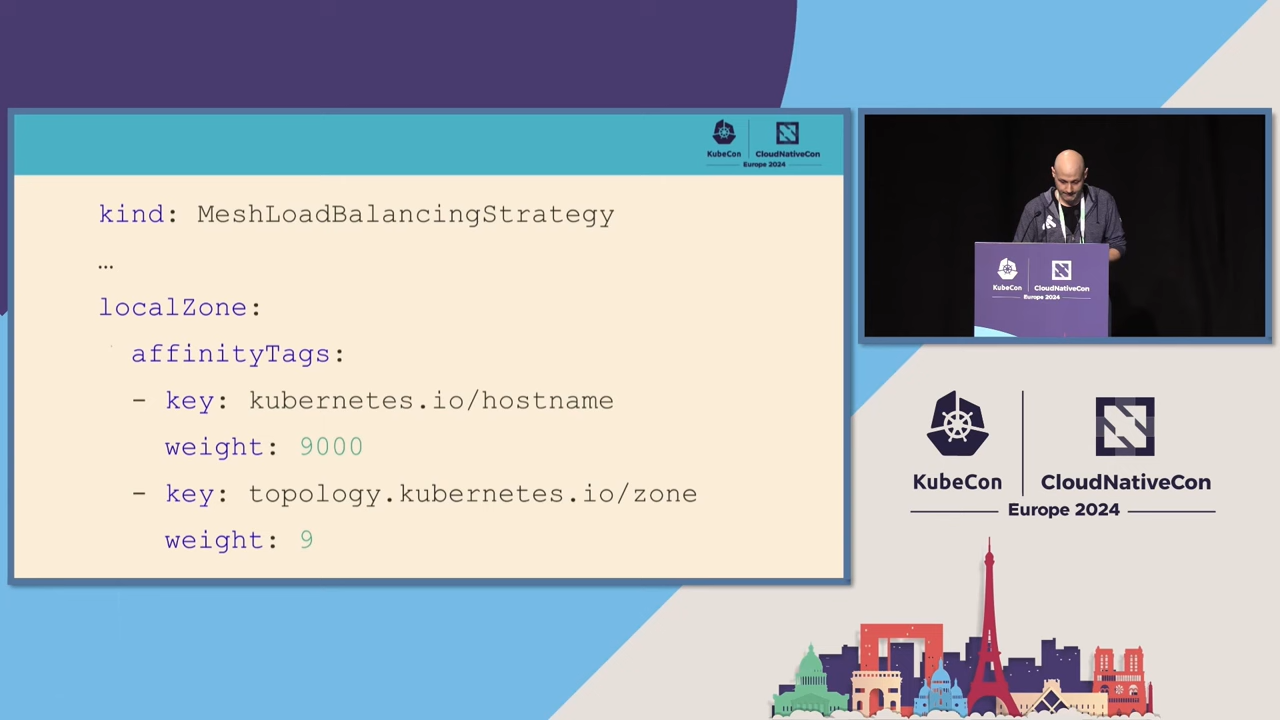 KubeCon
CloudNativeCon
Europe 2024
kind: MeshLoadBalancingStrategy
…
localZone:
affinityTags:
- key: kubernetes.io/hostname
weight: 9000
- key: topology.kubernetes.io/zone
weight: 9
KubeCon
CloudNativeCon
Europe 2024
KubeCon
CloudNativeCon
Europe 2024